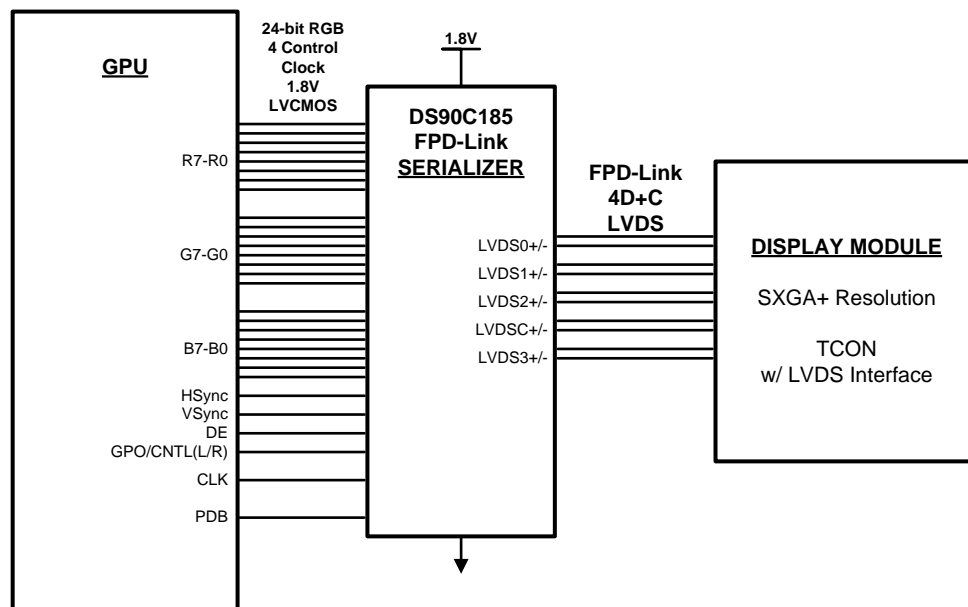 GPU
R7-R0
G7-G0
B7-B0
HSync
VSync
DE
GPO/CNTL(L/R)
CLK
PDB
24-bit RGB
4 Control
Clock
1.8V
LVCMOS
1.8V
DS90C185
FPD-Link
SERIALIZER
LVDS0+/-
LVDS1+/-
LVDS2+/-
LVDSC+/-
LVDS3+/-
FPD-Link
4D+C
LVDS
DISPLAY MODULE
SXGA+ Resolution
TCON
w/ LVDS Interface